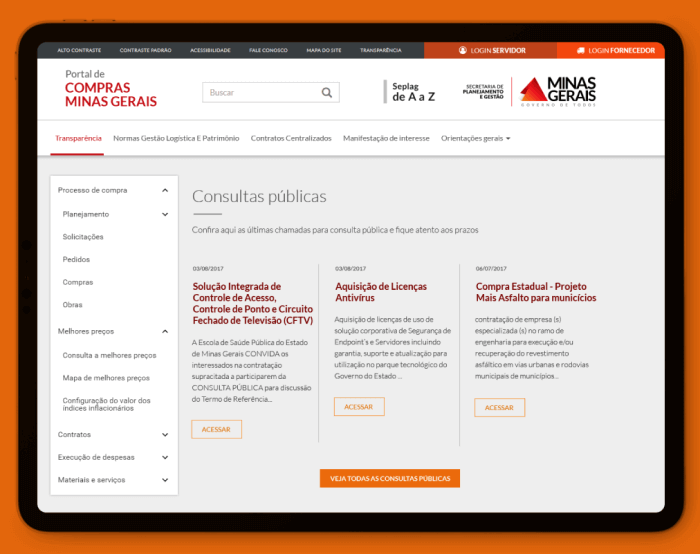 ALTO CONTRASTE CONTRASTE PADRÃO ACESSIBILIDADE FALE CONOSCO MAPA DO SITE TRANSPARÊNCIA LOGIN SERVIDOR LOGIN FORNECEDOR
Portal de
COMPRAS
MINAS GERAIS
Buscar
Seplag
de A a Z
SECRETARIA DE
PLANEJAMENTO
E GESTÃO
MINAS
GERAIS
GOVERNO DE TODOS
Transparência Normas Gestão Logística E Patrimônio Contratos Centralizados Manifestação de interesse Orientações gerais
Processo de compra
Planejamento
Solicitações
Pedidos
Compras
Obras
Melhores preços
Consulta a melhores preços
Mapa de melhores preços
Configuração do valor dos
índices inflacionários
Contratos
Execução de despesas
Materiais e serviços
Consultas públicas
Confira aqui as últimas chamadas para consulta pública e fique atento aos prazos
03/08/2017
Solução Integrada de
Controle de Acesso,
Controle de Ponto e Circuito
Fechado de Televisão (CFTV)
A Escola de Saúde Pública do Estado
de Minas Gerais CONVIDA os
interessados na contratação
supracitada a participarem da
CONSULTA PÚBLICA para discussão
do Termo de Referência...
ACESSAR
03/08/2017
Aquisição de Licenças
Antivírus
Aquisição de licenças de uso de
solução corporativa de Segurança de
Endpoint's e Servidores incluindo
garantia, suporte e atualização para
utilização no parque tecnológico do
Governo do Estado ...
ACESSAR
06/07/2017
Compra Estadual - Projeto
Mais Asfalto para municícios
contratação de empresa (s)
especializada (s) no ramo de
engenharia para execução e/ou
recuperação do revestimento
asfáltico em vias urbanas e rodovias
municipais de municípios...
ACESSAR
VEJA TODAS AS CONSULTAS PÚBLICAS